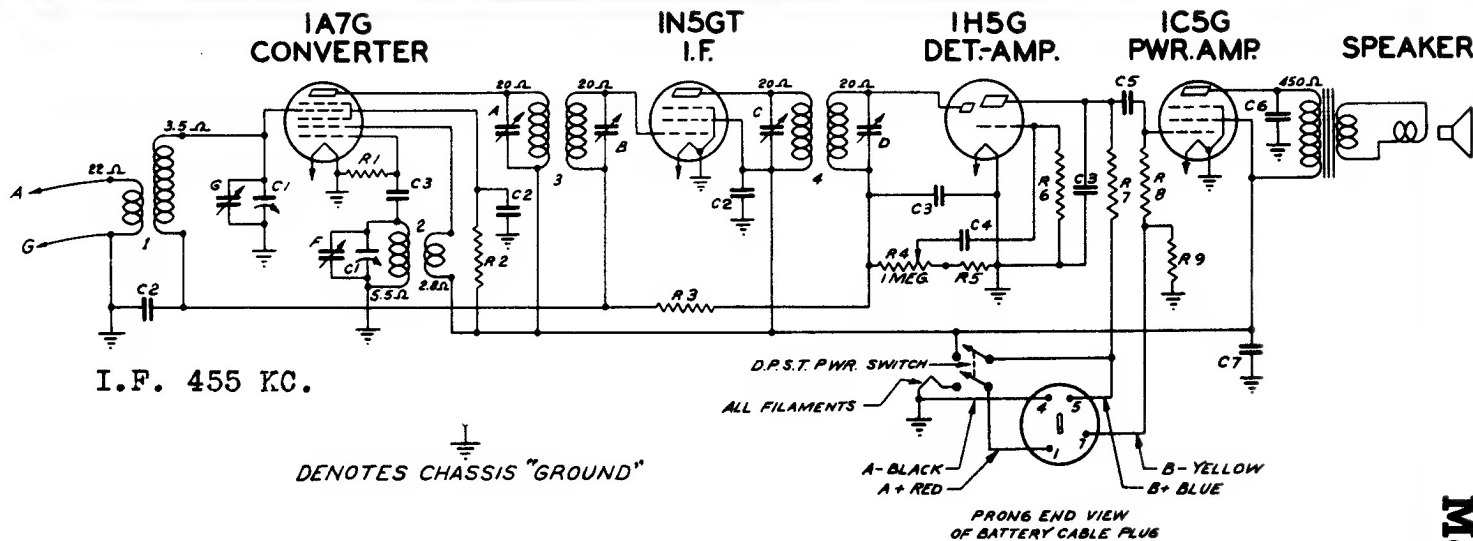 1A7G
CONVERTER
1N5GT
I.F.
1H5G
DET.-AMP.
1C5G
PWR.AMP.
SPEAKER
20Ω
20Ω
20Ω
20Ω
450Ω
C5
C6
3.5Ω
A
B
C
D
22Ω
R1
A
G
C1
C3
C2
3
C2
4
C3
R6
C3
R7
R8
G
1
F
C1
2
R2
C4
R4
1 MEG.
R5
R9
5.5Ω
2.8Ω
C2
R3
I.F. 455 KC.
D.P.S.T. PWR. SWITCH
C7
ALL FILAMENTS
4
5
1
7
DENOTES CHASSIS "GROUND"
A-BLACK
A+ RED
B-YELLOW
B+ BLUE
PRONG END VIEW
OF BATTERY CABLE PLUG